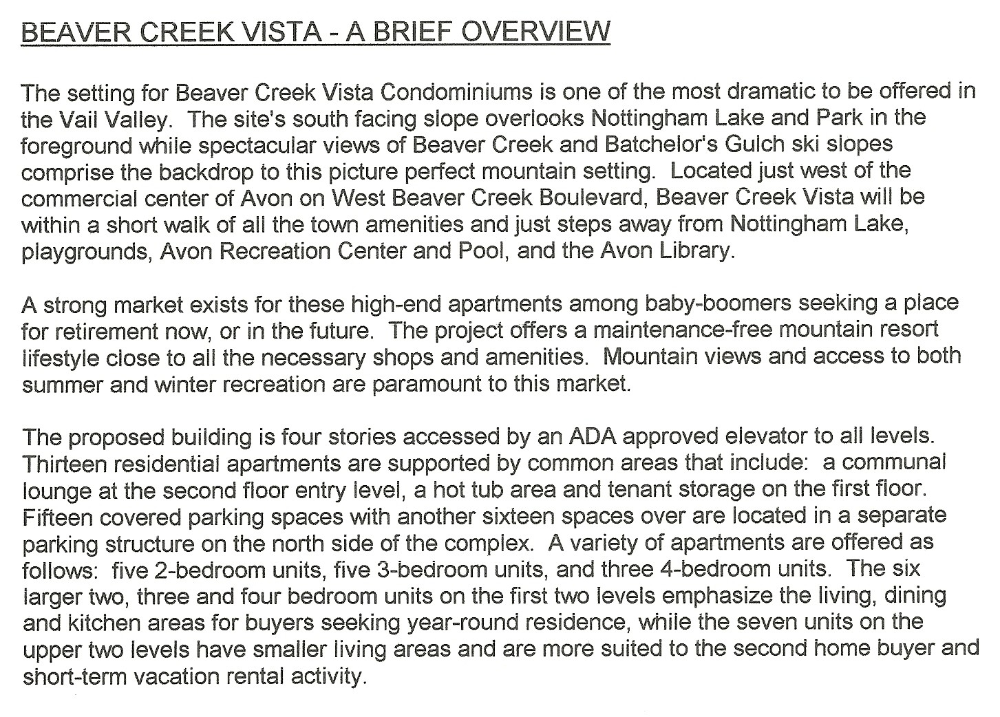 BEAVER CREEK VISTA - A BRIEF OVERVIEW
The setting for Beaver Creek Vista Condominiums is one of the most dramatic to be offered in
the Vail Valley.  The site's south facing slope overlooks Nottingham Lake and Park in the
foreground while spectacular views of Beaver Creek and Batchelor's Gulch ski slopes
comprise the backdrop to this picture perfect mountain setting.  Located just west of the
commercial center of Avon on West Beaver Creek Boulevard, Beaver Creek Vista will be
within a short walk of all the town amenities and just steps away from Nottingham Lake,
playgrounds, Avon Recreation Center and Pool, and the Avon Library.
A strong market exists for these high-end apartments among baby-boomers seeking a place
for retirement now, or in the future.  The project offers a maintenance-free mountain resort
lifestyle close to all the necessary shops and amenities.  Mountain views and access to both
summer and winter recreation are paramount to this market.
The proposed building is four stories accessed by an ADA approved elevator to all levels.
Thirteen residential apartments are supported by common areas that include:  a communal
lounge at the second floor entry level, a hot tub area and tenant storage on the first floor.
Fifteen covered parking spaces with another sixteen spaces over are located in a separate
parking structure on the north side of the complex.  A variety of apartments are offered as
follows:  five 2-bedroom units, five 3-bedroom units, and three 4-bedroom units.  The six
larger two, three and four bedroom units on the first two levels emphasize the living, dining
and kitchen areas for buyers seeking year-round residence, while the seven units on the
upper two levels have smaller living areas and are more suited to the second home buyer and
short-term vacation rental activity.